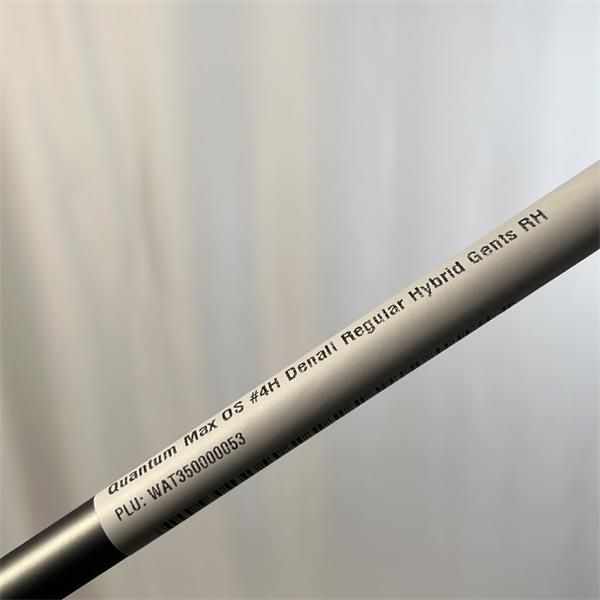 Quantum Max OS #4H Denali Regular Hybrid Gents RH
PLU: WAT350000053